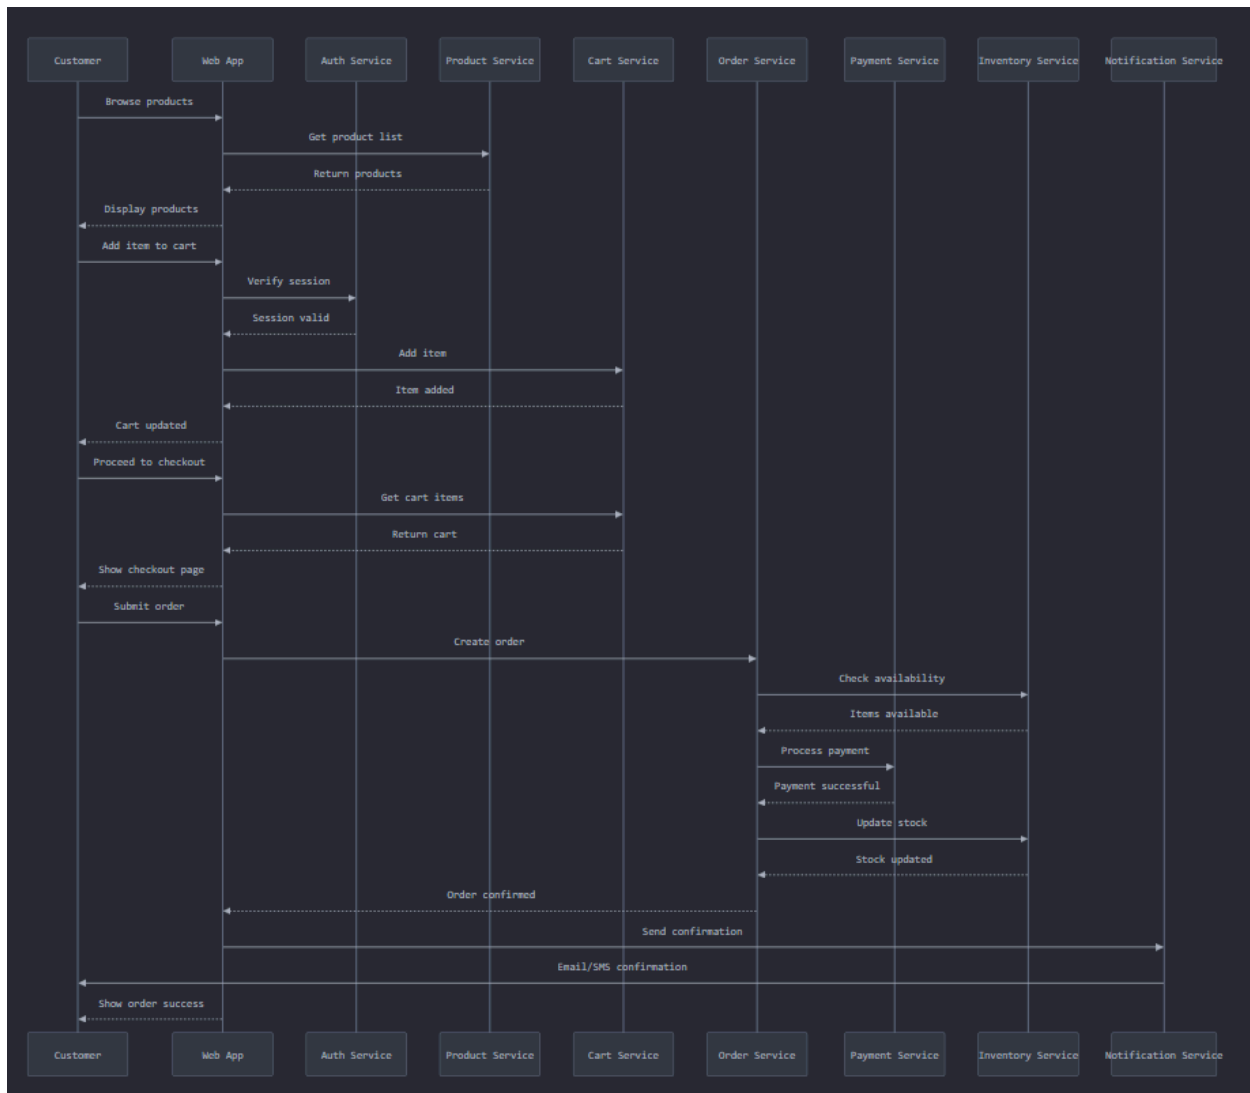 Customer Web App Auth Service Product Service Cart Service Order Service Payment Service Inventory Service Notification Service
Browse products
Get product list
Return products
Display products
Add item to cart
Verify session
Session valid
Add item
Item added
Cart updated
Proceed to checkout
Get cart items
Return cart
Show checkout page
Submit order
Create order
Check availability
Items available
Process payment
Payment successful
Update stock
Stock updated
Order confirmed
Send confirmation
Email/SMS confirmation
Show order success
Customer Web App Auth Service Product Service Cart Service Order Service Payment Service Inventory Service Notification Service